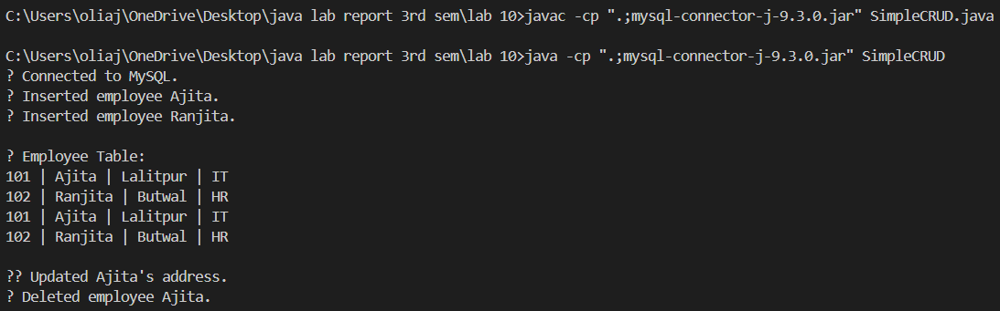 C:\Users\oliaj\OneDrive\Desktop\java lab report 3rd sem\lab 10>javac -cp ".;mysql-connector-j-9.3.0.jar" SimpleCRUD.java
C:\Users\oliaj\OneDrive\Desktop\java lab report 3rd sem\lab 10>java -cp ".;mysql-connector-j-9.3.0.jar" SimpleCRUD
? Connected to MySQL.
? Inserted employee Ajita.
? Inserted employee Ranjita.
? Employee Table:
101 | Ajita | Lalitpur | IT
102 | Ranjita | Butwal | HR
101 | Ajita | Lalitpur | IT
102 | Ranjita | Butwal | HR
?? Updated Ajita's address.
? Deleted employee Ajita.